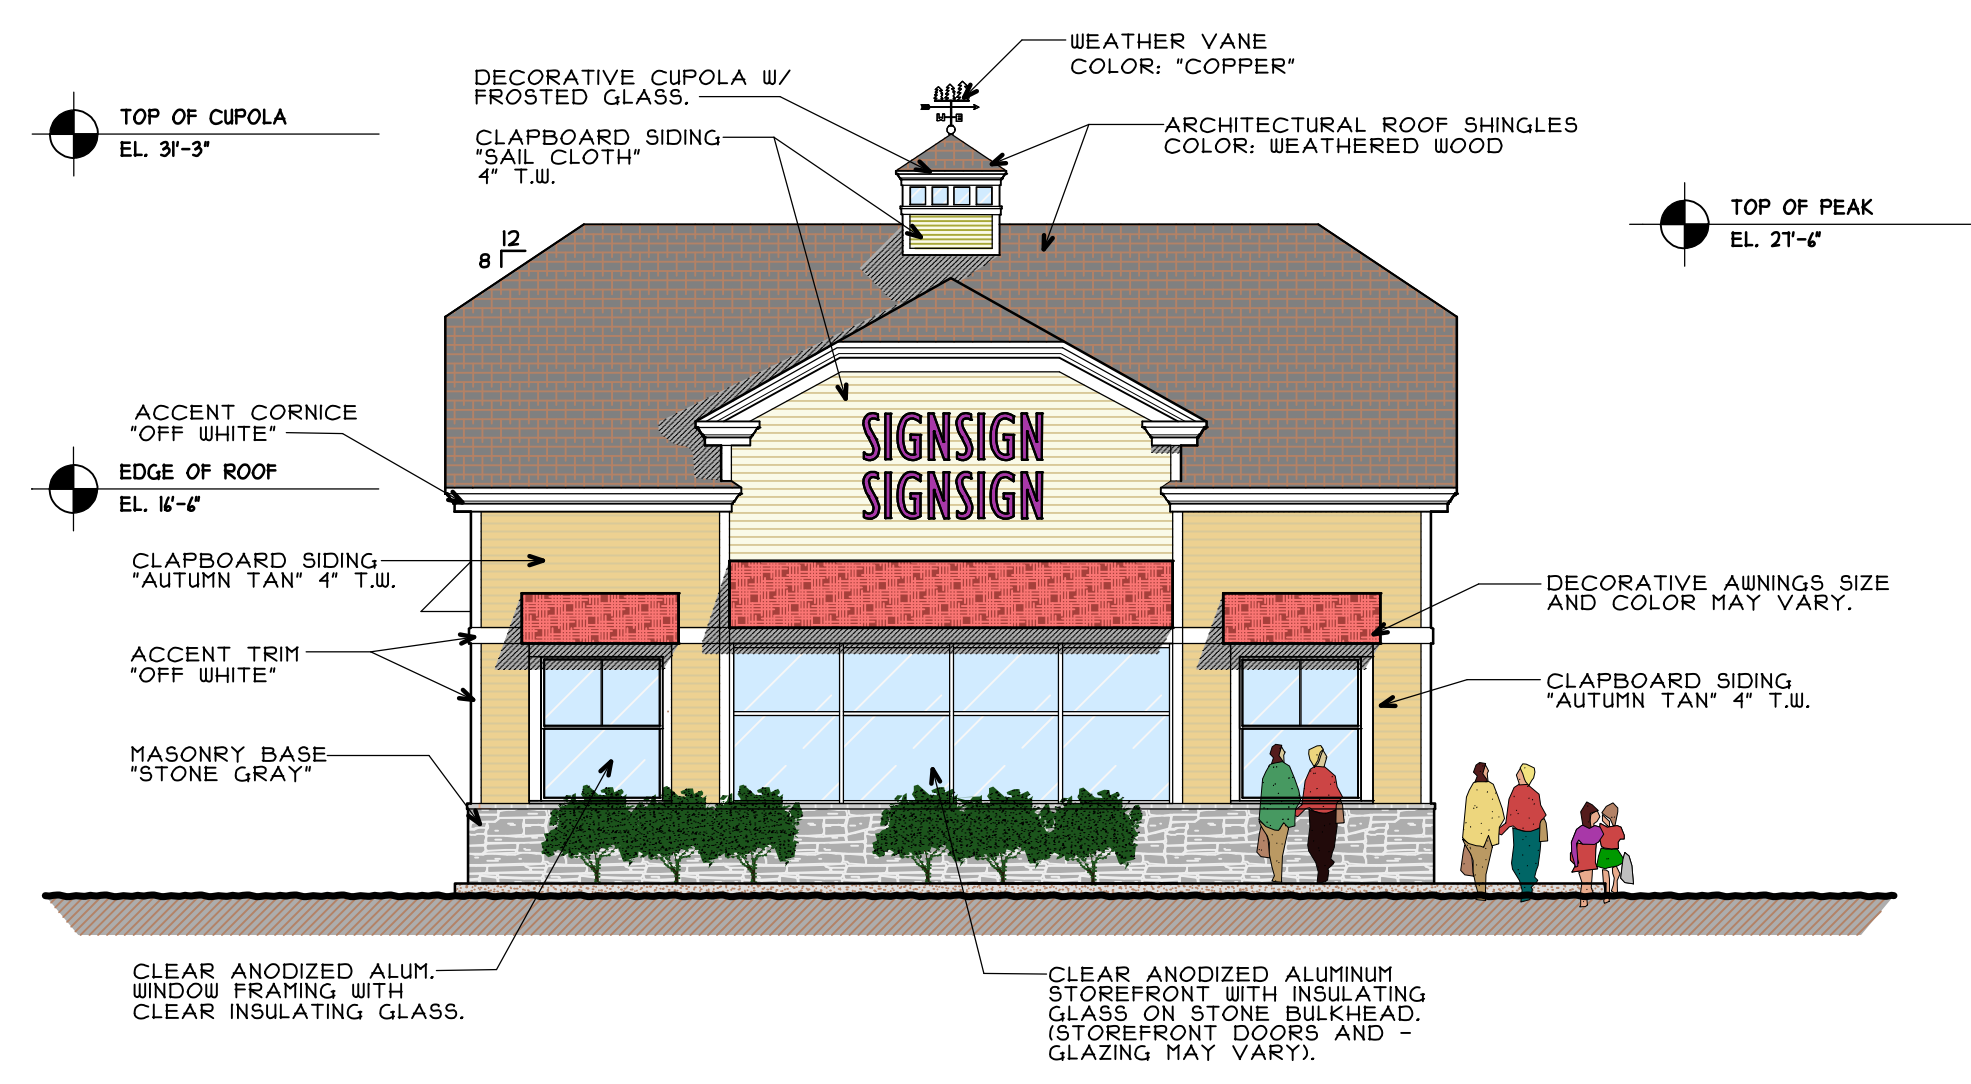 WEATHER VANE
COLOR: "COPPER"
DECORATIVE CUPOLA W/
FROSTED GLASS.
TOP OF CUPOLA
EL. 31'-3"
CLAPBOARD SIDING
"SAIL CLOTH"
4" T.W.
ARCHITECTURAL ROOF SHINGLES
COLOR: WEATHERED WOOD
W E
TOP OF PEAK
EL. 27'-6"
12
8
ACCENT CORNICE
"OFF WHITE"
SIGNSIGN
SIGNSIGN
EDGE OF ROOF
EL. 16'-6"
CLAPBOARD SIDING
"AUTUMN TAN" 4" T.W.
DECORATIVE AWNINGS SIZE
AND COLOR MAY VARY.
ACCENT TRIM
"OFF WHITE"
CLAPBOARD SIDING
"AUTUMN TAN" 4" T.W.
MASONRY BASE
"STONE GRAY"
CLEAR ANODIZED ALUM.
WINDOW FRAMING WITH
CLEAR INSULATING GLASS.
CLEAR ANODIZED ALUMINUM
STOREFRONT WITH INSULATING
GLASS ON STONE BULKHEAD.
(STOREFRONT DOORS AND -
GLAZING MAY VARY).